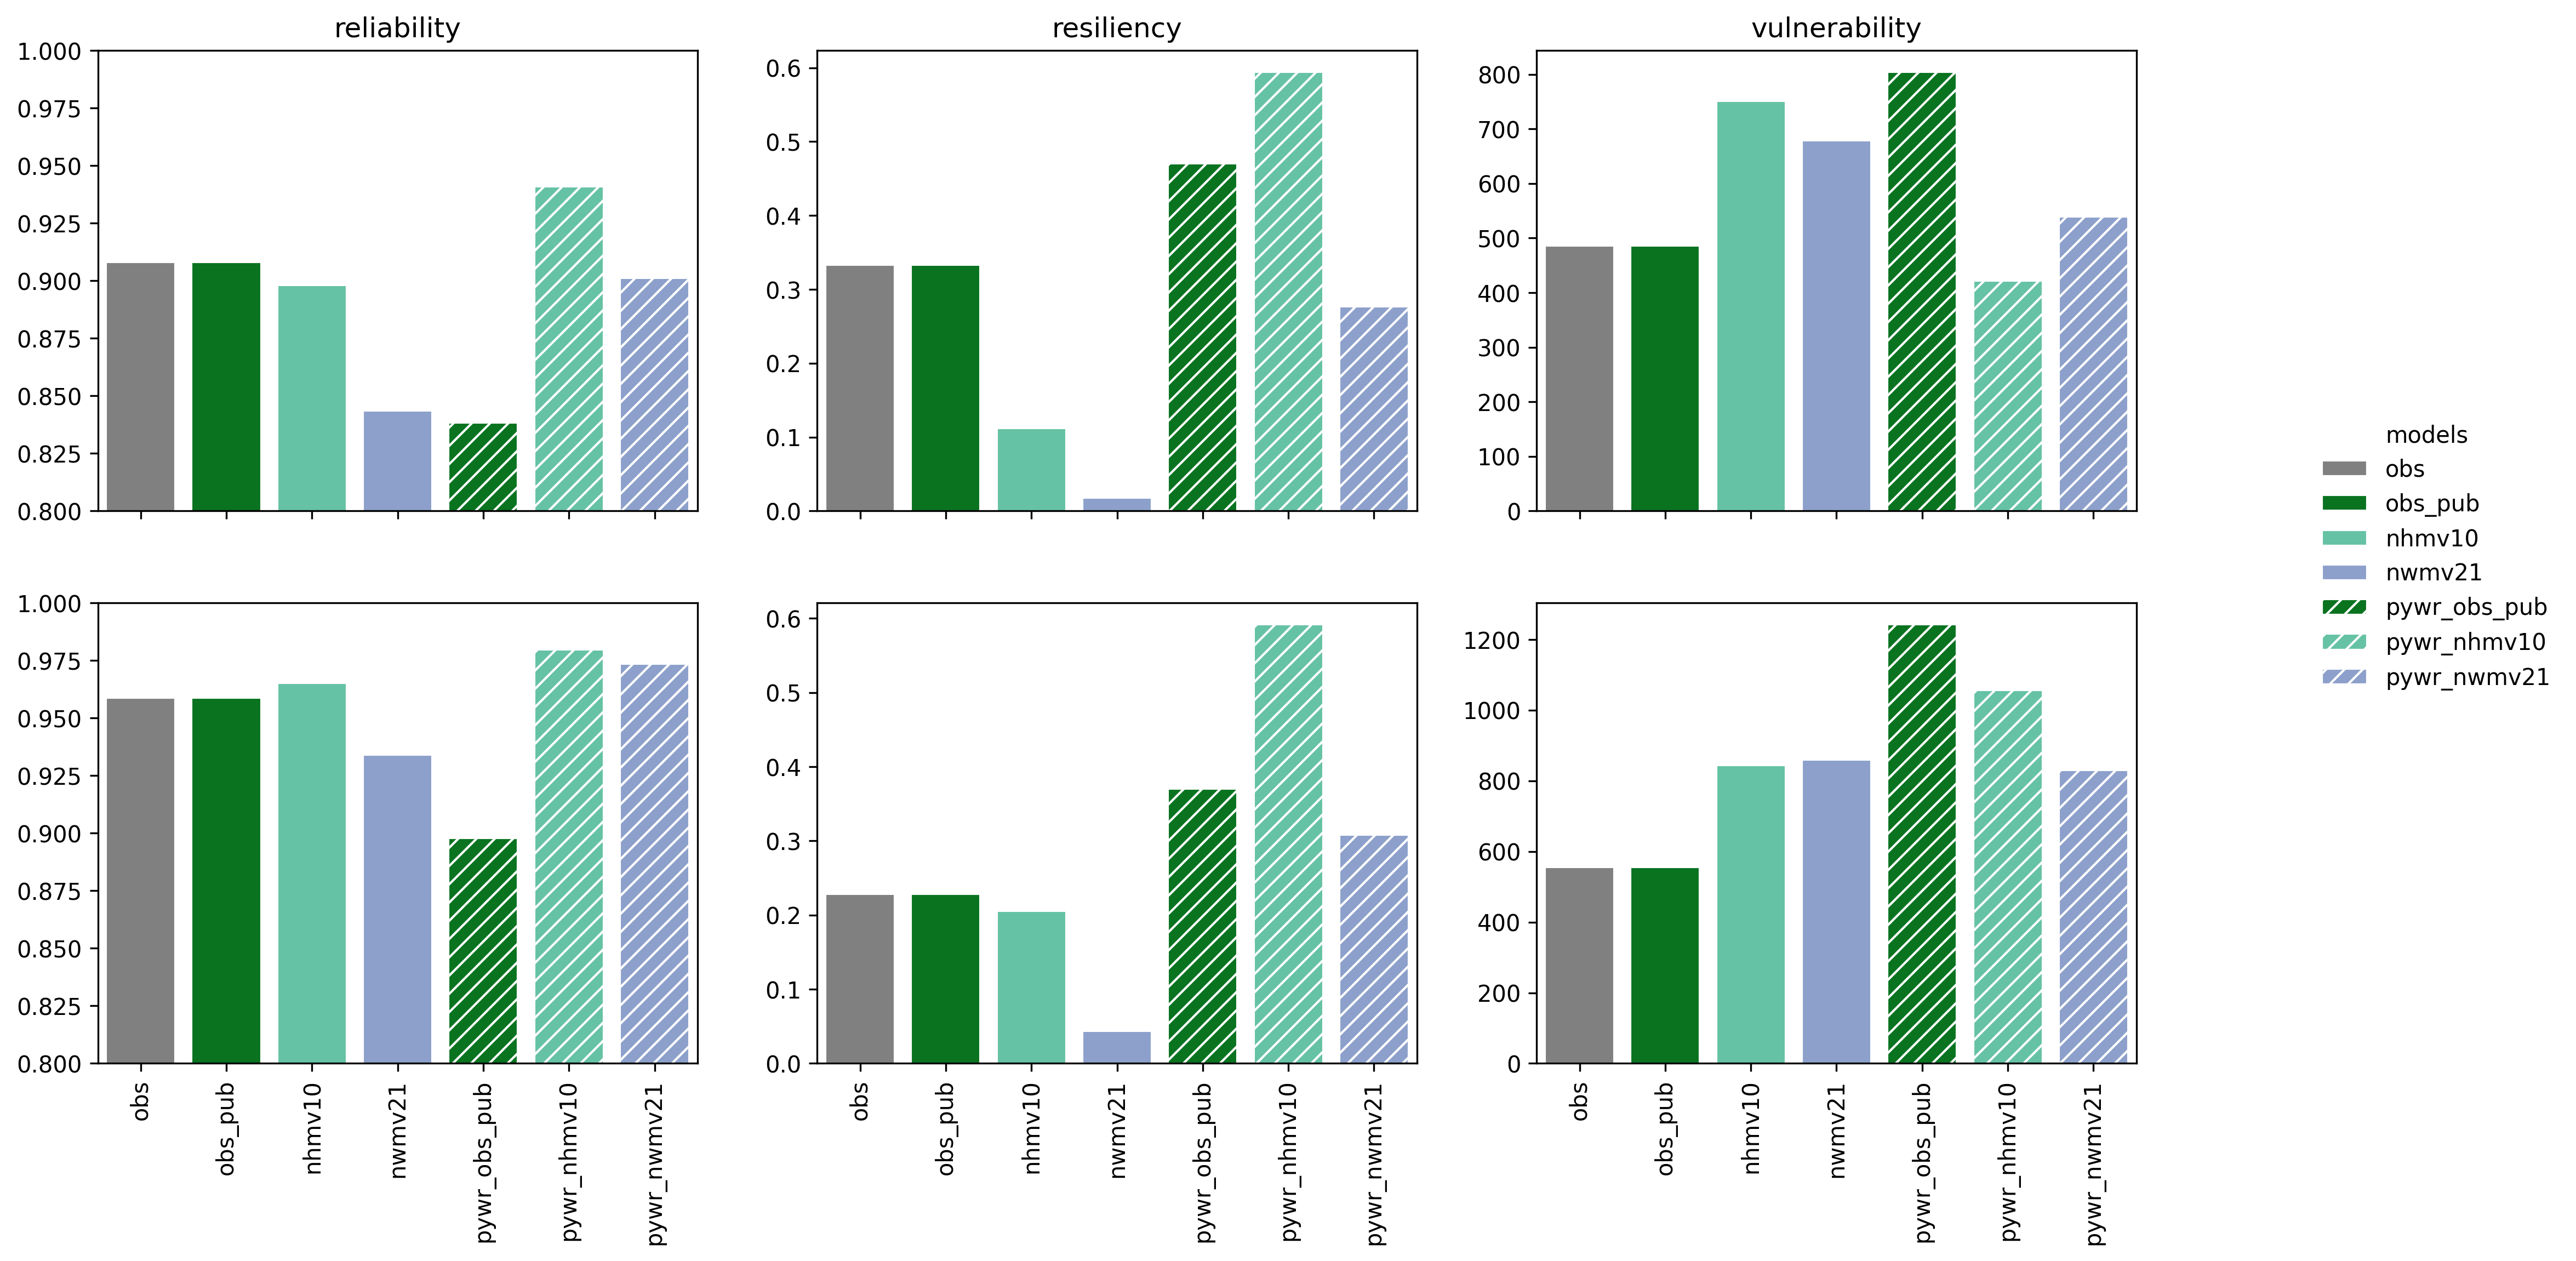 reliability
1.000
0.975
0.950
0.925
0.900
0.875
0.850
0.825
0.800
resiliency
0.6
0.5
0.4
0.3
0.2
0.1
0.0
vulnerability
800
700
600
500
400
300
200
100
0
1.000
0.975
0.950
0.925
0.900
0.875
0.850
0.825
0.800
obs
obs_pub
nhmv10
nwmv21
pywr_obs_pub
pywr_nhmv10
pywr_nwmv21
0.6
0.5
0.4
0.3
0.2
0.1
0.0
obs
obs_pub
nhmv10
nwmv21
pywr_obs_pub
pywr_nhmv10
pywr_nwmv21
1200
1000
800
600
400
200
0
obs
obs_pub
nhmv10
nwmv21
pywr_obs_pub
pywr_nhmv10
pywr_nwmv21
models
obs
obs_pub
nhmv10
nwmv21
pywr_obs_pub
pywr_nhmv10
pywr_nwmv21